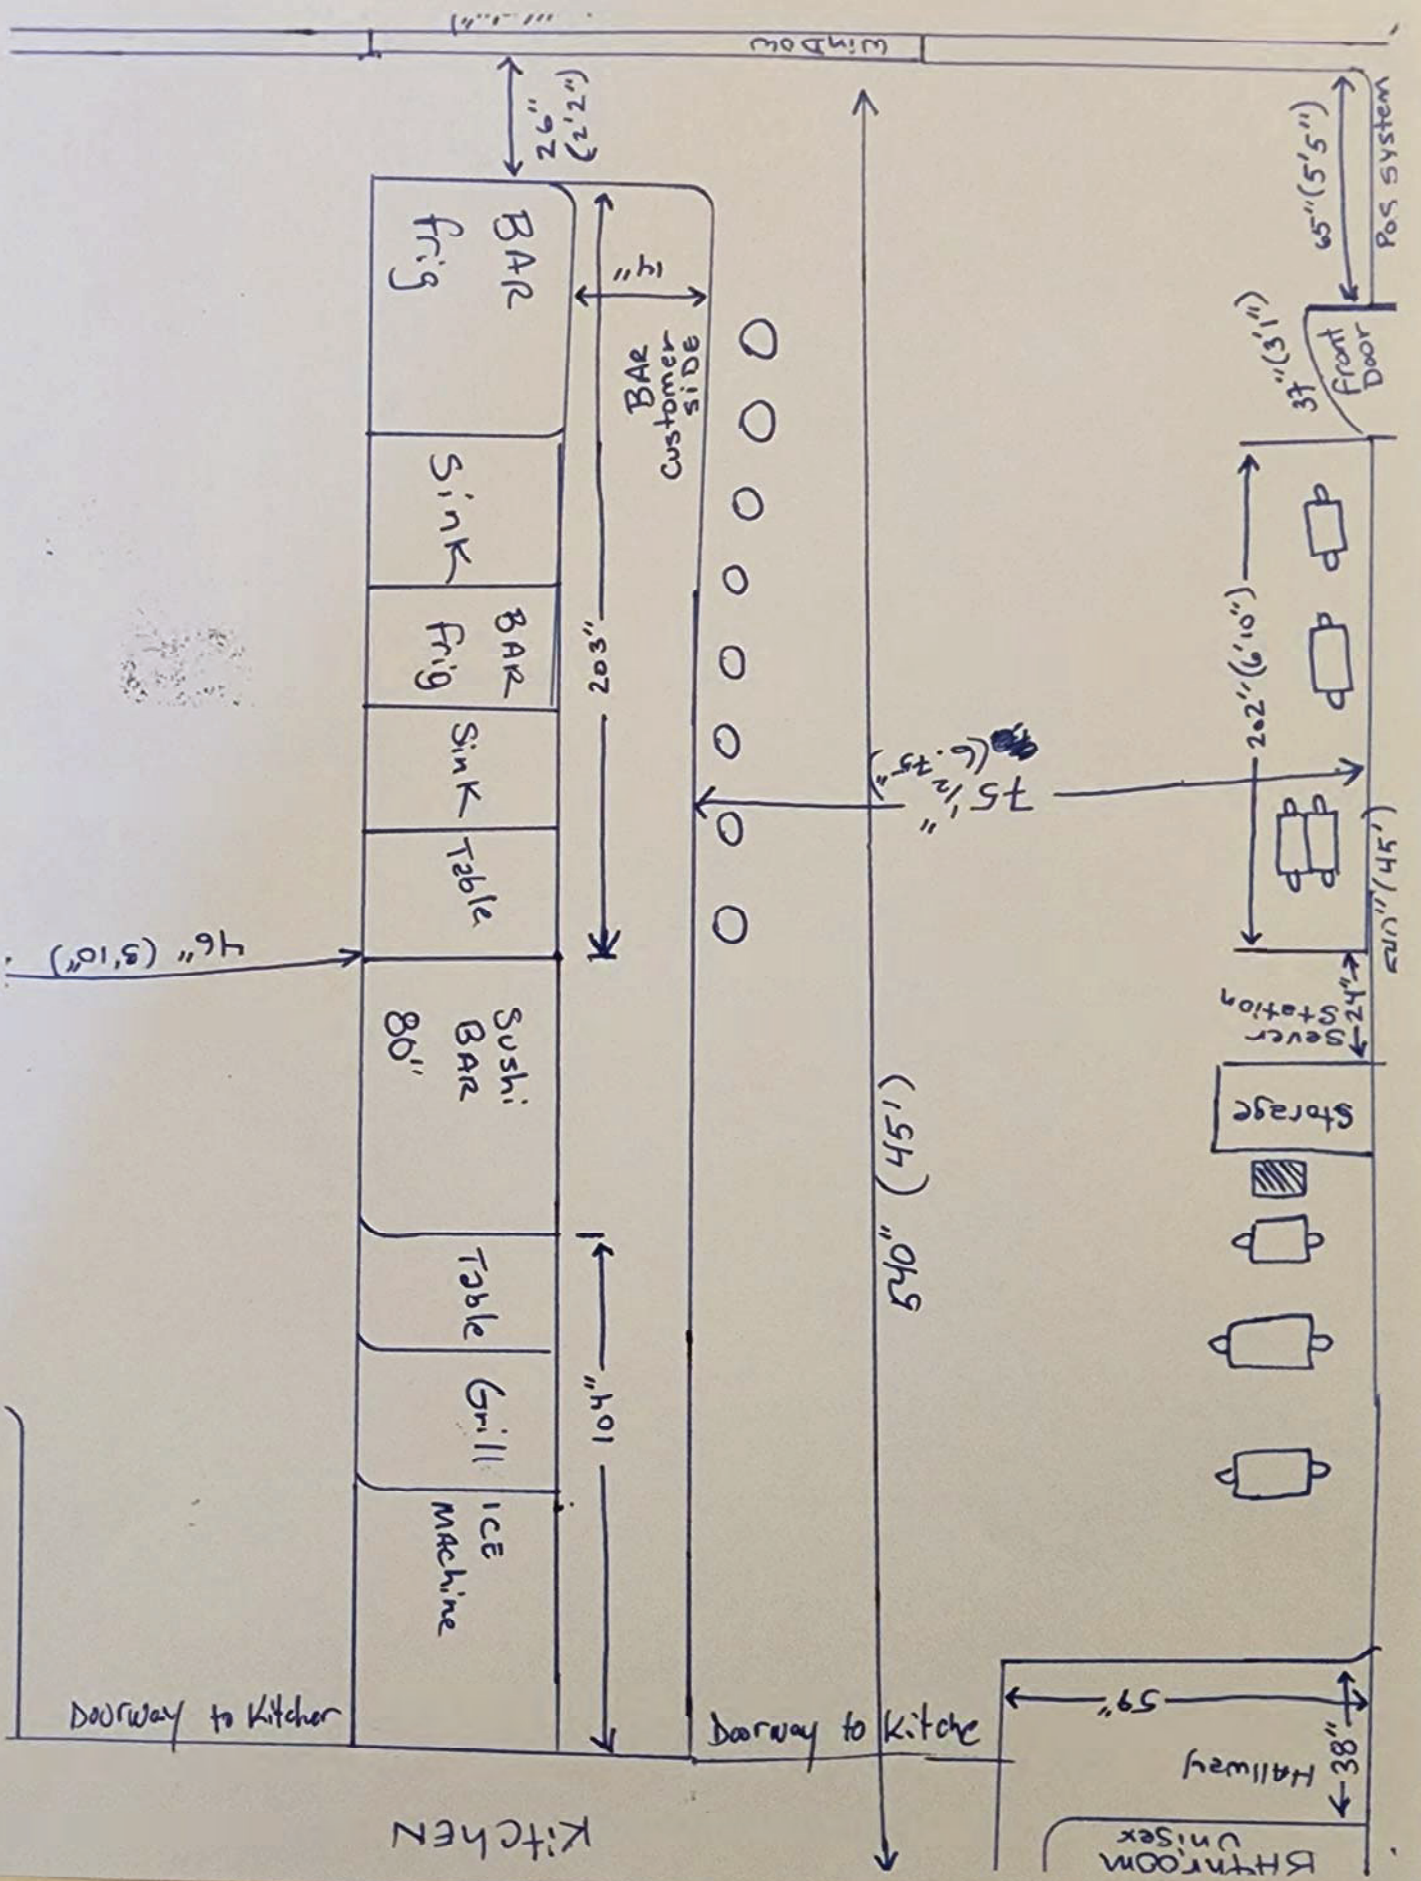 WinDow
26"
(2'2")
65"(5'5")
POS SYSTEM
BAR
frig
BAR
Customer
SiDE
37"(3'1")
front
Door
Sink
203"
BAR
frig
202"(6'10")
Sink
75 1/2"
(6.75")
Table
46" (3'10")
24"
Sever
Station
Sushi
BAR
80"
Storage
540" (45')
Table
104"
Grill
ICE
MAchine
59"
38"
Hallway
Doorway to Kitchen
Doorway to Kitche
KitchEN
BAthroom
Unisex